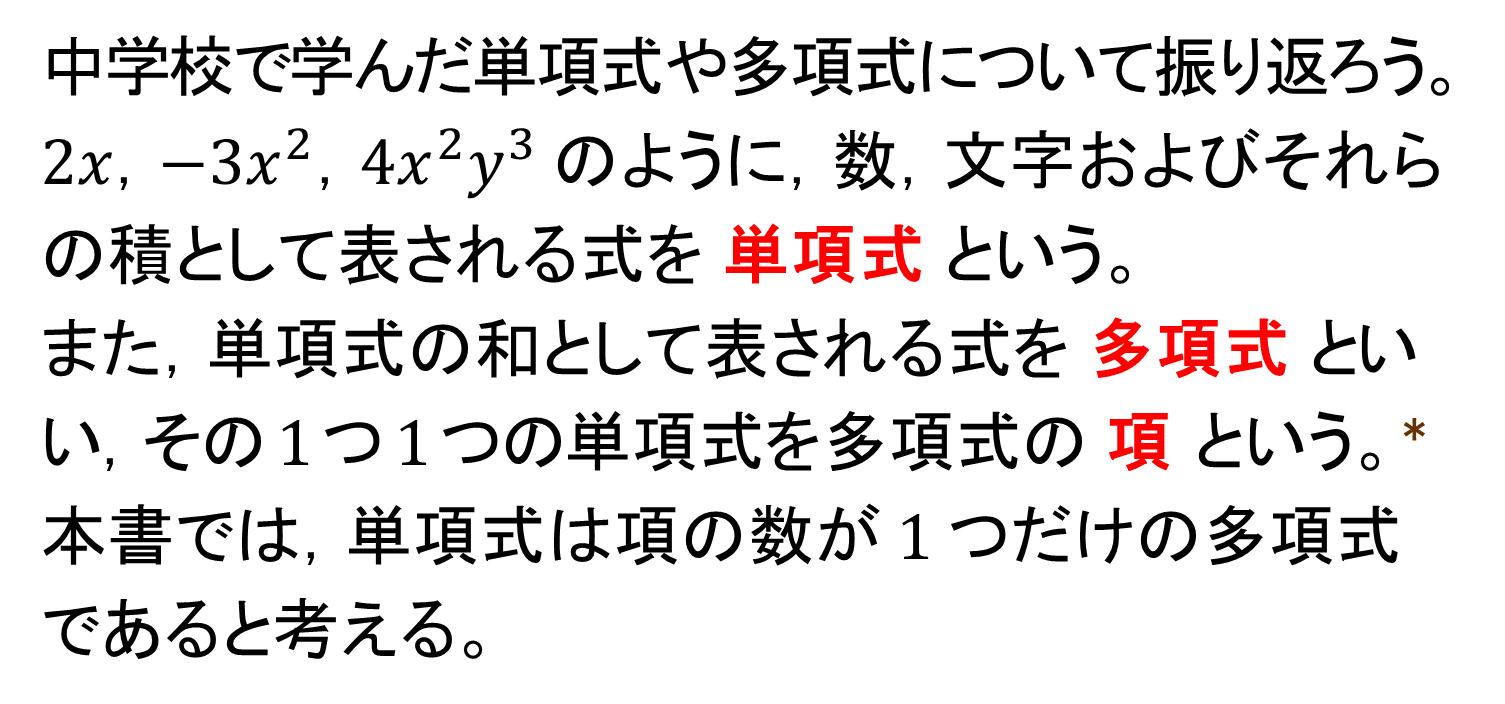 中学校で学んだ単項式や多項式について振り返ろう。
2x, −3x², 4x²y³ のように, 数, 文字およびそれら
の積として表される式を 単項式 という。
また, 単項式の和として表される式を 多項式 とい
い, その1つ1つの単項式を多項式の 項 という。*
本書では, 単項式は項の数が 1 つだけの多項式
であると考える。